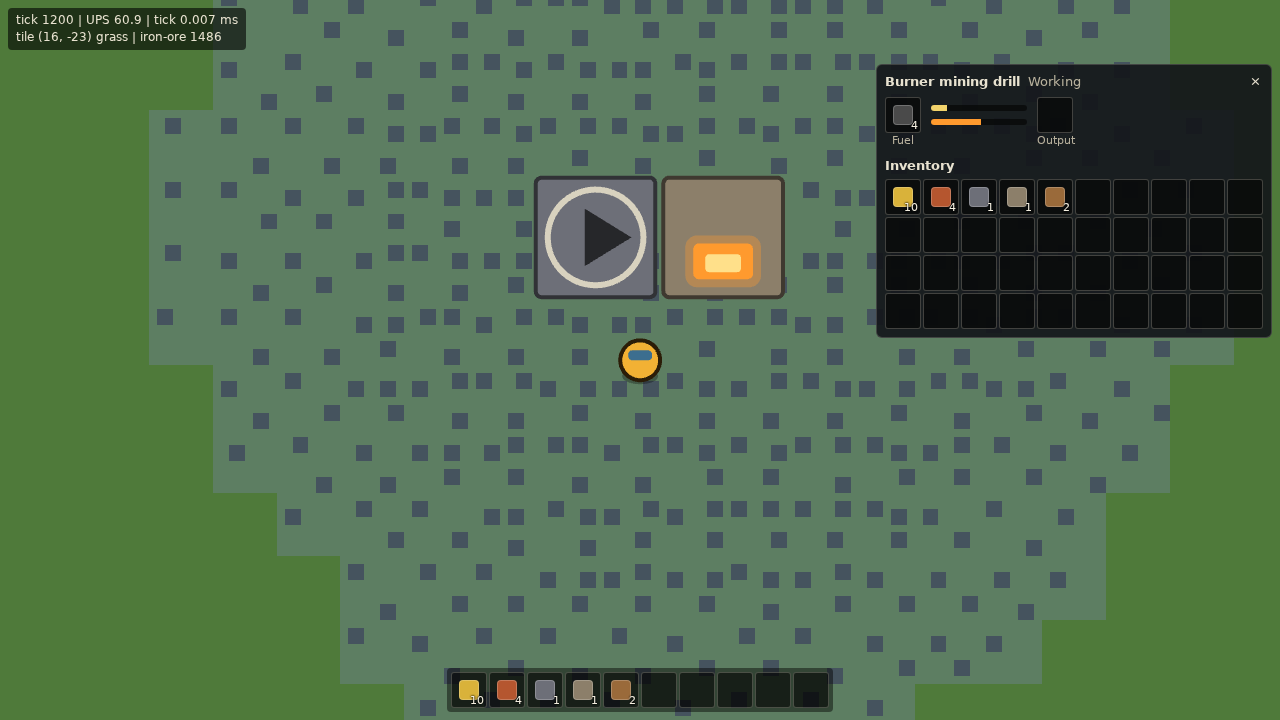 tick 1200 | UPS 60.9 | tick 0.007 ms
tile (16, -23) grass | iron-ore 1486
Burner mining drill Working ×
4
Fuel Output
Inventory
10 4 1 1 2
10 4 1 1 2